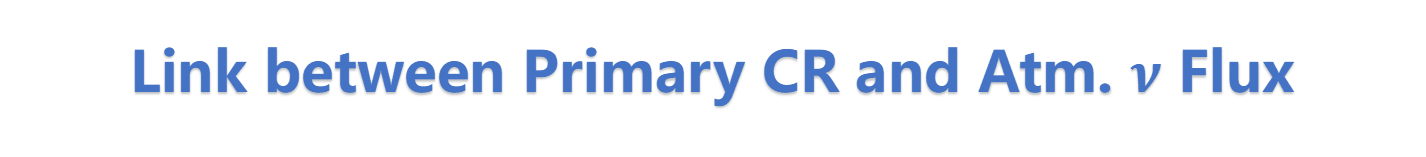 Link between Primary CR and Atm. ν Flux